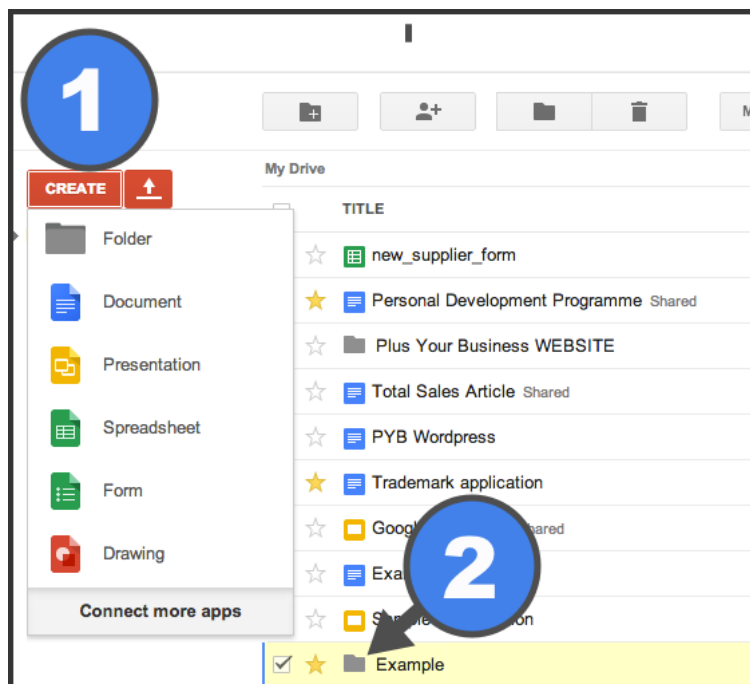 1
M
CREATE
My Drive
TITLE
Folder
Document
Presentation
Spreadsheet
Form
Drawing
Connect more apps
new_supplier_form
Personal Development Programme Shared
Plus Your Business WEBSITE
Total Sales Article Shared
PYB Wordpress
Trademark application
2
Example